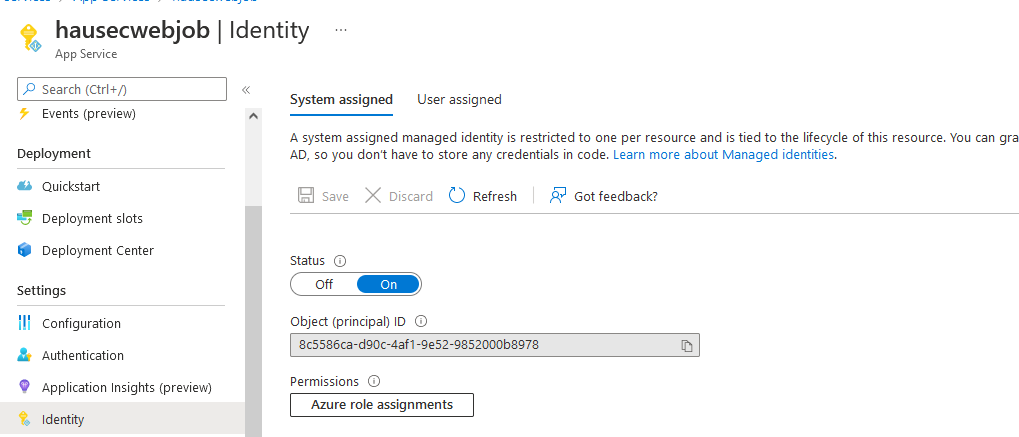 App Services
hausecwebjob
hausecwebjob | Identity ...
App Service
Search (Ctrl+/)
«
System assigned
User assigned
Events (preview)
A system assigned managed identity is restricted to one per resource and is tied to the lifecycle of this resource. You can gra
Deployment
AD, so you don't have to store any credentials in code. Learn more about Managed identities.
Quickstart
Save
Discard
Refresh
Got feedback?
Deployment slots
Deployment Center
Status
Off
On
Settings
Configuration
Object (principal) ID
8c5586ca-d90c-4af1-9e52-9852000b8978
Authentication
Application Insights (preview)
Permissions
Azure role assignments
Identity